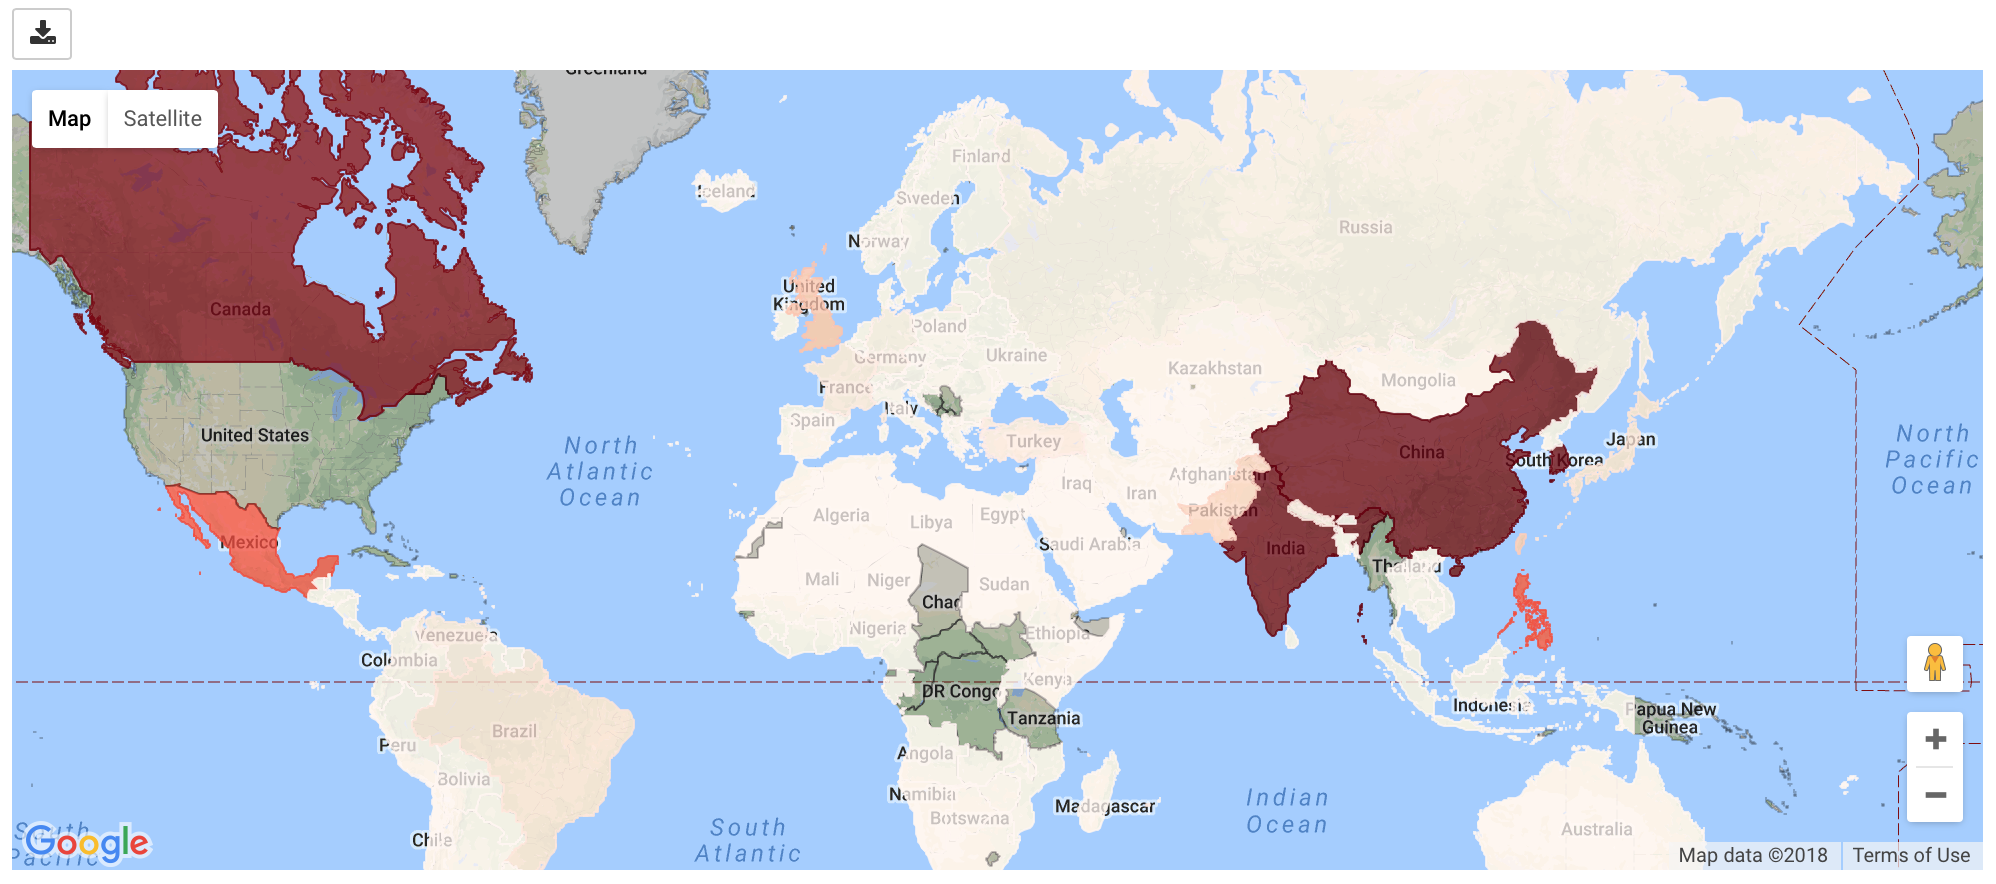 Greenland
Map
Satellite
Finland
Iceland
Sweden
Russia
Norway
United
Kingdom
Canada
Poland
Germany
Ukraine
Kazakhstan
Mongolia
France
Italy
Spain
United States
Turkey
China
Japan
South Korea
North
Atlantic
Ocean
North
Pacific
Ocean
Afghanistan
Iraq
Iran
Pakistan
Algeria
Libya
Egypt
Saudi Arabia
India
Mexico
Thailand
Mali
Niger
Sudan
Chad
Nigeria
Ethiopia
Venezuela
Colombia
Kenya
DR Congo
Tanzania
Indonesia
Papua New
Guinea
Brazil
Peru
Angola
Bolivia
Namibia
Madagascar
Botswana
Indian
Ocean
South
Atlantic
Chile
Australia
South
Pacific
Google
Map data ©2018
Terms of Use